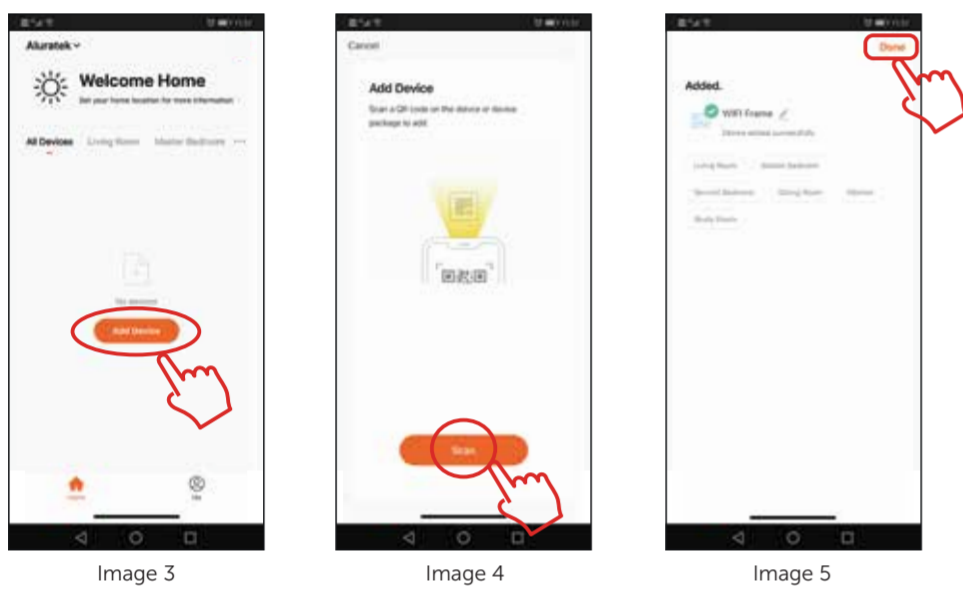 Aluratek
Welcome Home
Set your home location for more information
All Devices Living Room Master Bedroom ...
No devices
Add Device
Home
Me
Image 3
Cancel
Add Device
Scan a QR code on the device or device
package to add
Scan
Image 4
Done
Added.
WIFI Frame
Device added successfully
Living Room Master Bedroom
Second Bedroom Dining Room Kitchen
Study Room
Image 5